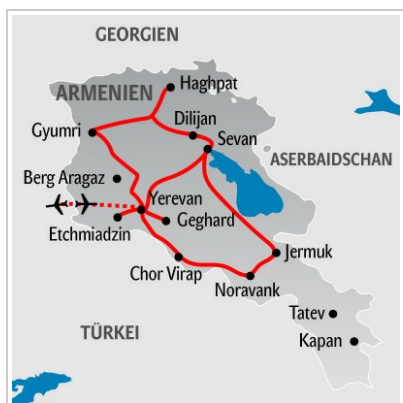 GEORGIEN
Haghpat
ARMENIEN
Gyumri
Dilijan
Sevan
ASERBAIDSCHAN
Berg Aragaz
Yerevan
Etchmiadzin
Geghard
Chor Virap
Jermuk
Noravank
Tatev
TÜRKEI
Kapan